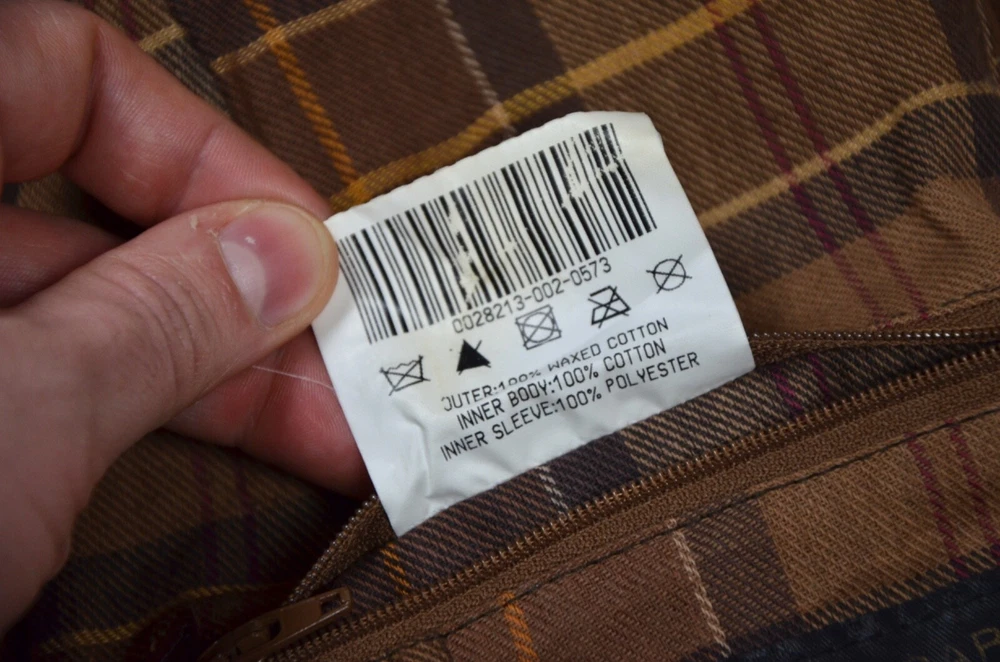 0028213-002-0573
OUTER:100% WAXED COTTON
INNER BODY:100% COTTON
INNER SLEEVE:100% POLYESTER